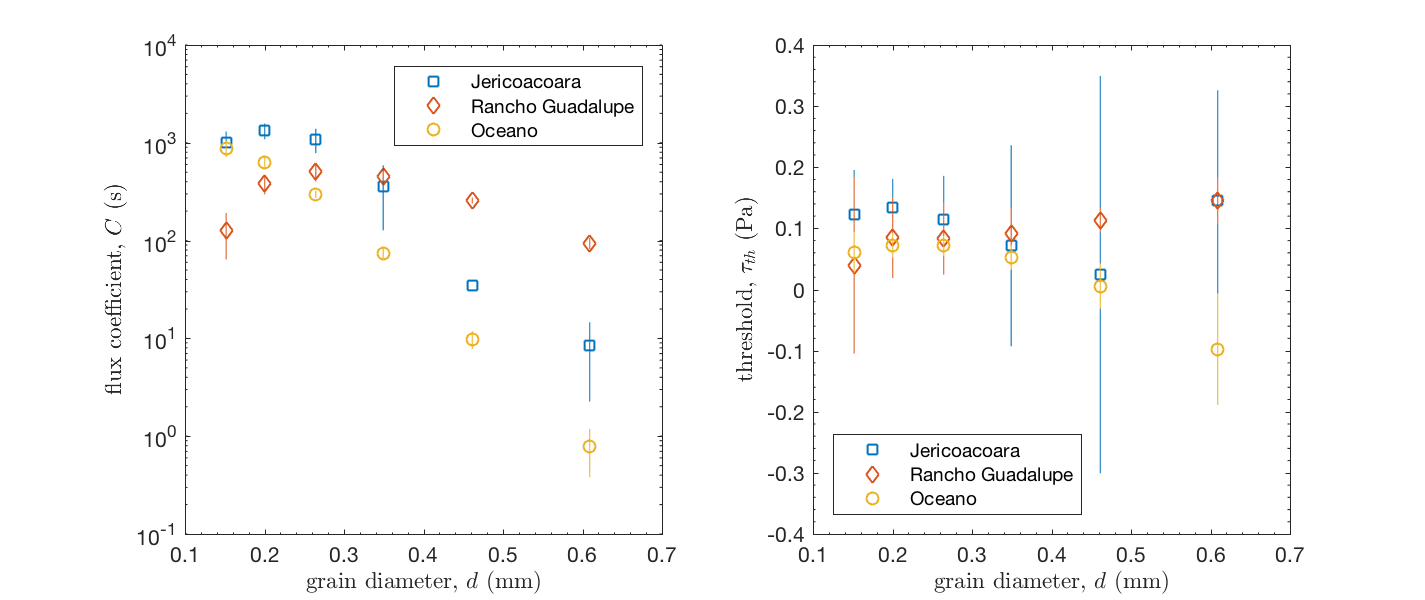 10^4
10^3
10^2
10^1
10^0
10^-1
flux coefficient, C (s)
Jericoacoara
Rancho Guadalupe
Oceano
0.1 0.2 0.3 0.4 0.5 0.6 0.7
grain diameter, d (mm)
0.4
0.3
0.2
0.1
0
-0.1
-0.2
-0.3
-0.4
threshold, τ_th (Pa)
Jericoacoara
Rancho Guadalupe
Oceano
0.1 0.2 0.3 0.4 0.5 0.6 0.7
grain diameter, d (mm)